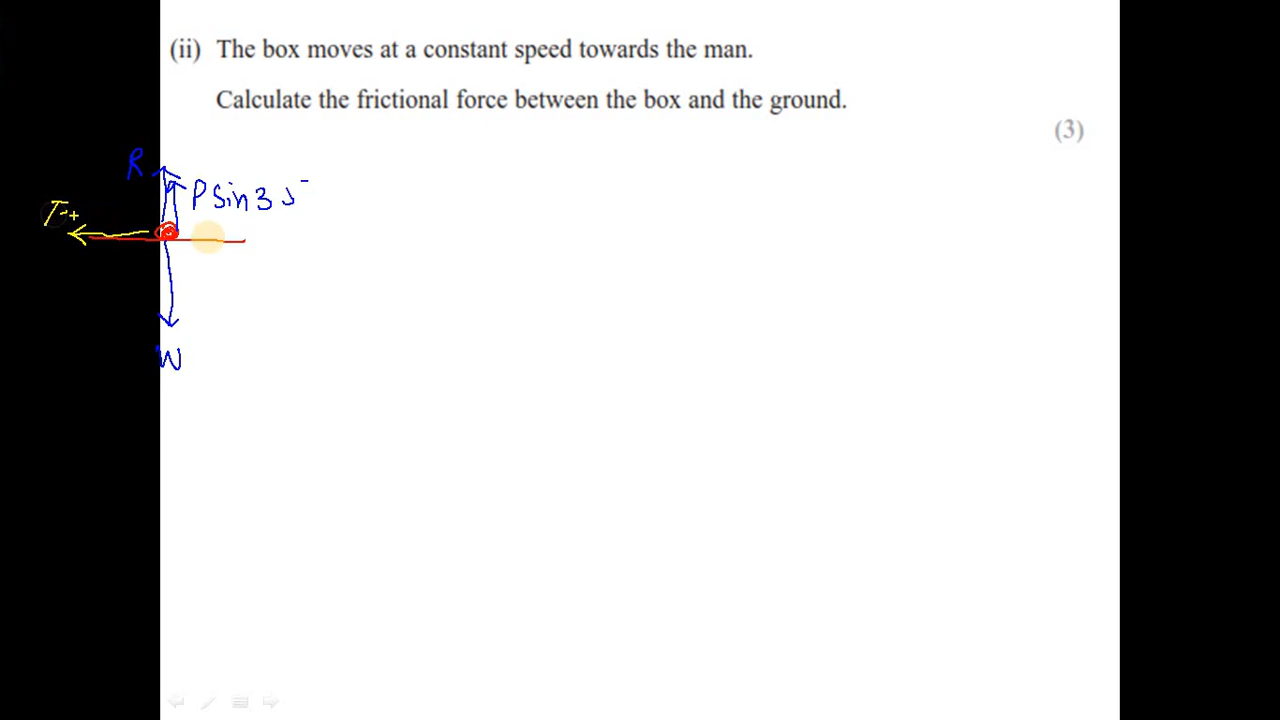 (ii) The box moves at a constant speed towards the man.
Calculate the frictional force between the box and the ground.
(3)
R
P sin 35
W